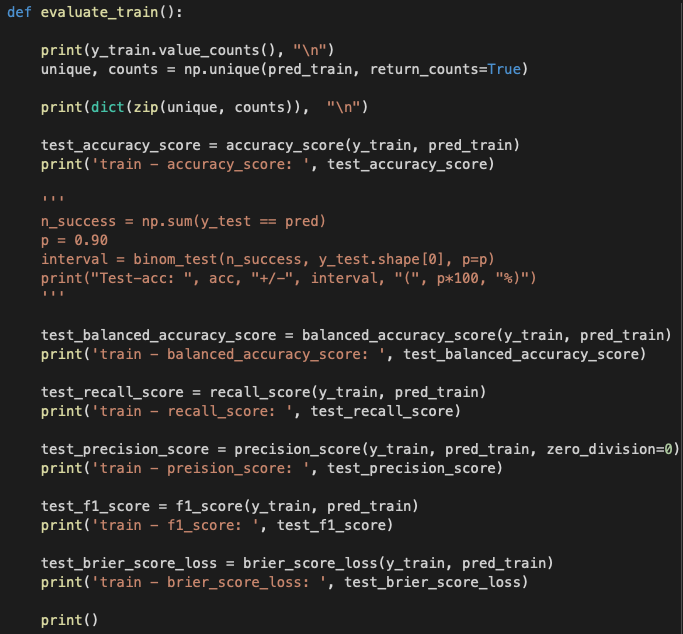 def evaluate_train():
print(y_train.value_counts(), "\n")
unique, counts = np.unique(pred_train, return_counts=True)
print(dict(zip(unique, counts)),  "\n")
test_accuracy_score = accuracy_score(y_train, pred_train)
print('train - accuracy_score: ', test_accuracy_score)
'''
n_success = np.sum(y_test == pred)
p = 0.90
interval = binom_test(n_success, y_test.shape[0], p=p)
print("Test-acc: ", acc, "+/-", interval, "(", p*100, "%)")
'''
test_balanced_accuracy_score = balanced_accuracy_score(y_train, pred_train)
print('train - balanced_accuracy_score: ', test_balanced_accuracy_score)
test_recall_score = recall_score(y_train, pred_train)
print('train - recall_score: ', test_recall_score)
test_precision_score = precision_score(y_train, pred_train, zero_division=0)
print('train - preision_score: ', test_precision_score)
test_f1_score = f1_score(y_train, pred_train)
print('train - f1_score: ', test_f1_score)
test_brier_score_loss = brier_score_loss(y_train, pred_train)
print('train - brier_score_loss: ', test_brier_score_loss)
print()